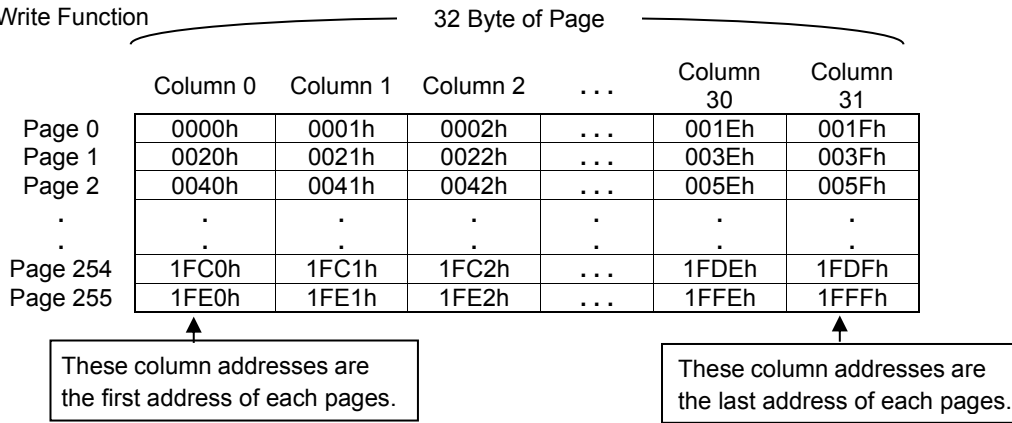 Write Function
32 Byte of Page
Column 0 Column 1 Column 2 ... Column 30 Column 31
Page 0 0000h 0001h 0002h ... 001Eh 001Fh
Page 1 0020h 0021h 0022h ... 003Eh 003Fh
Page 2 0040h 0041h 0042h ... 005Eh 005Fh
. . . . . . .
. . . . . . .
Page 254 1FC0h 1FC1h 1FC2h ... 1FDEh 1FDFh
Page 255 1FE0h 1FE1h 1FE2h ... 1FFEh 1FFFh
These column addresses are
the first address of each pages.
These column addresses are
the last address of each pages.